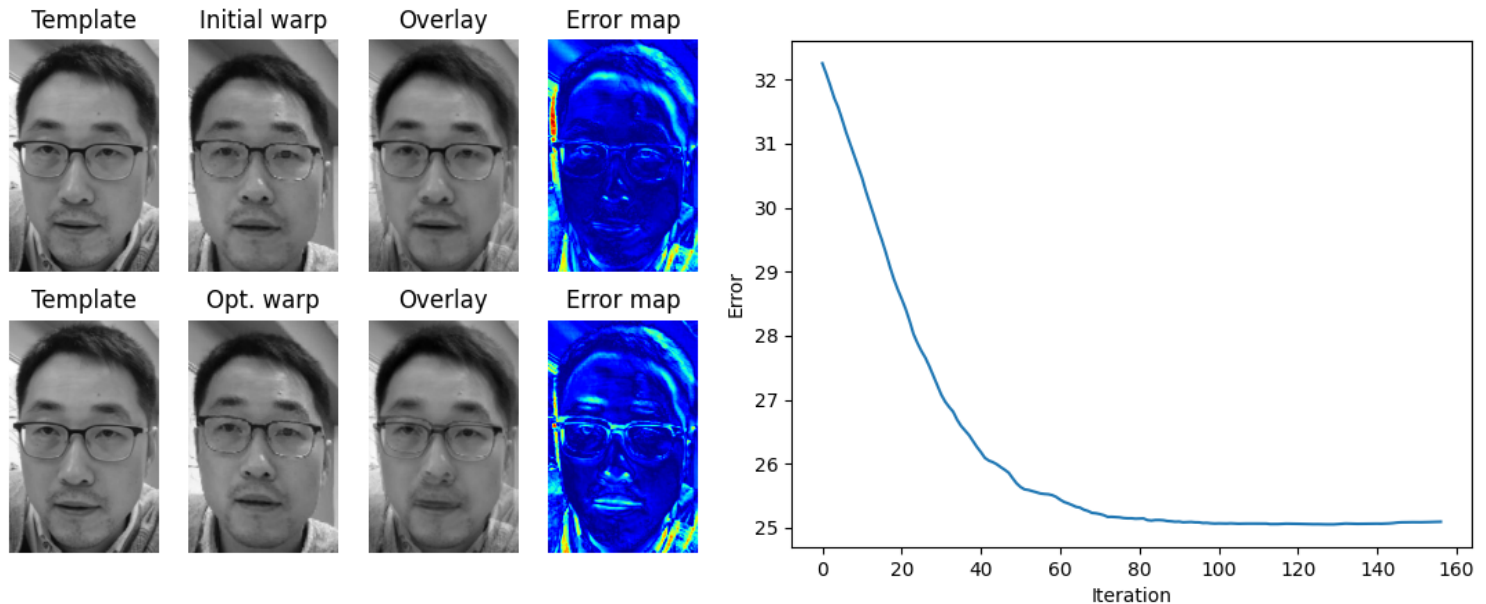 Template Initial warp Overlay Error map
Template Opt. warp Overlay Error map
Error
32
31
30
29
28
27
26
25
0 20 40 60 80 100 120 140 160
Iteration